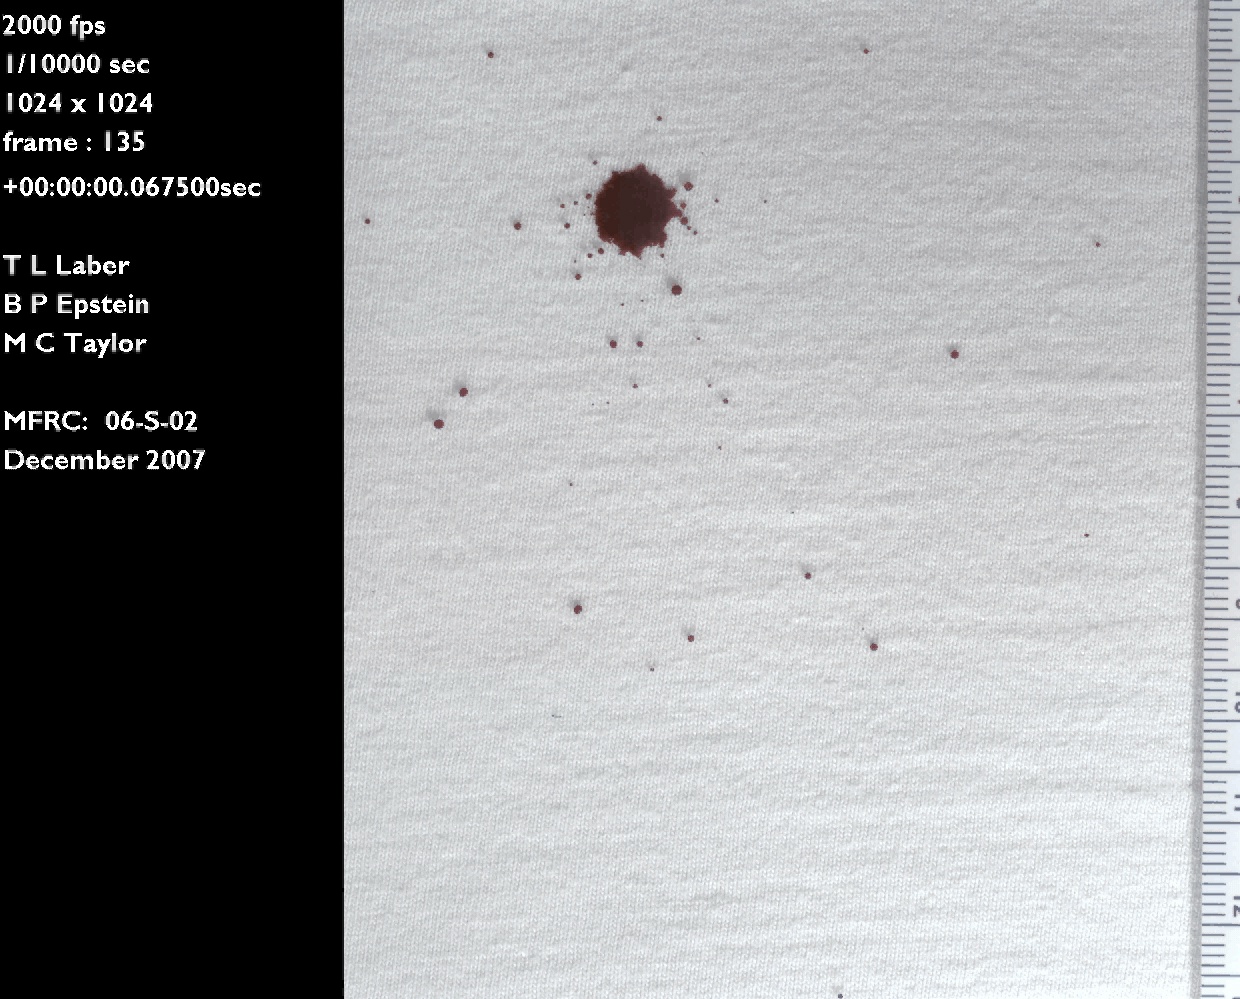 2000 fps
1/10000 sec
1024 x 1024
frame : 135
+00:00:00.067500sec
T L Laber
B P Epstein
M C Taylor
MFRC:  06-S-02
December 2007
12